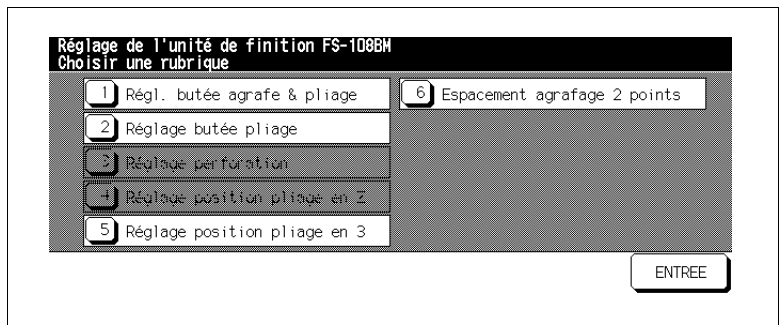 Réglage de l'unité de finition FS-108BM
Choisir une rubrique
1 Régl. butée agrafe & pliage
2 Réglage butée pliage
3 Réglage perforation
4 Réglage position pliage en Z
5 Réglage position pliage en 3
6 Espacement agrafage 2 points
ENTREE